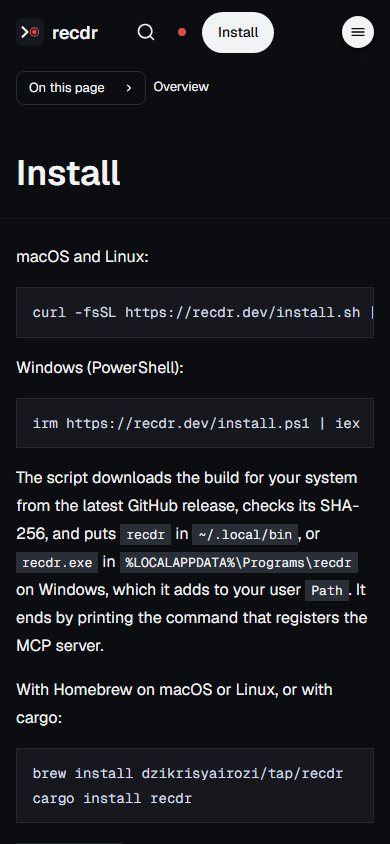 recdr
Install
On this page
Overview
Install
macOS and Linux:
curl -fsSL https://recdr.dev/install.sh |
Windows (PowerShell):
irm https://recdr.dev/install.ps1 | iex
The script downloads the build for your system
from the latest GitHub release, checks its SHA-
256, and puts recdr in ~/.local/bin, or
recdr.exe in %LOCALAPPDATA%\Programs\recdr
on Windows, which it adds to your user Path. It
ends by printing the command that registers the
MCP server.
With Homebrew on macOS or Linux, or with
cargo:
brew install dzikrisyairozi/tap/recdr
cargo install recdr